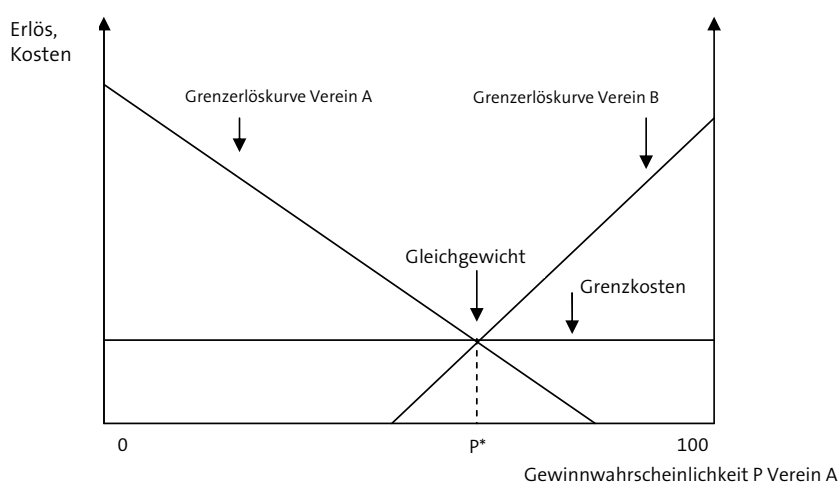 Erlös,
Kosten
Grenzerlöskurve Verein A
Grenzerlöskurve Verein B
Gleichgewicht
Grenzkosten
0
P*
100
Gewinnwahrscheinlichkeit P Verein A